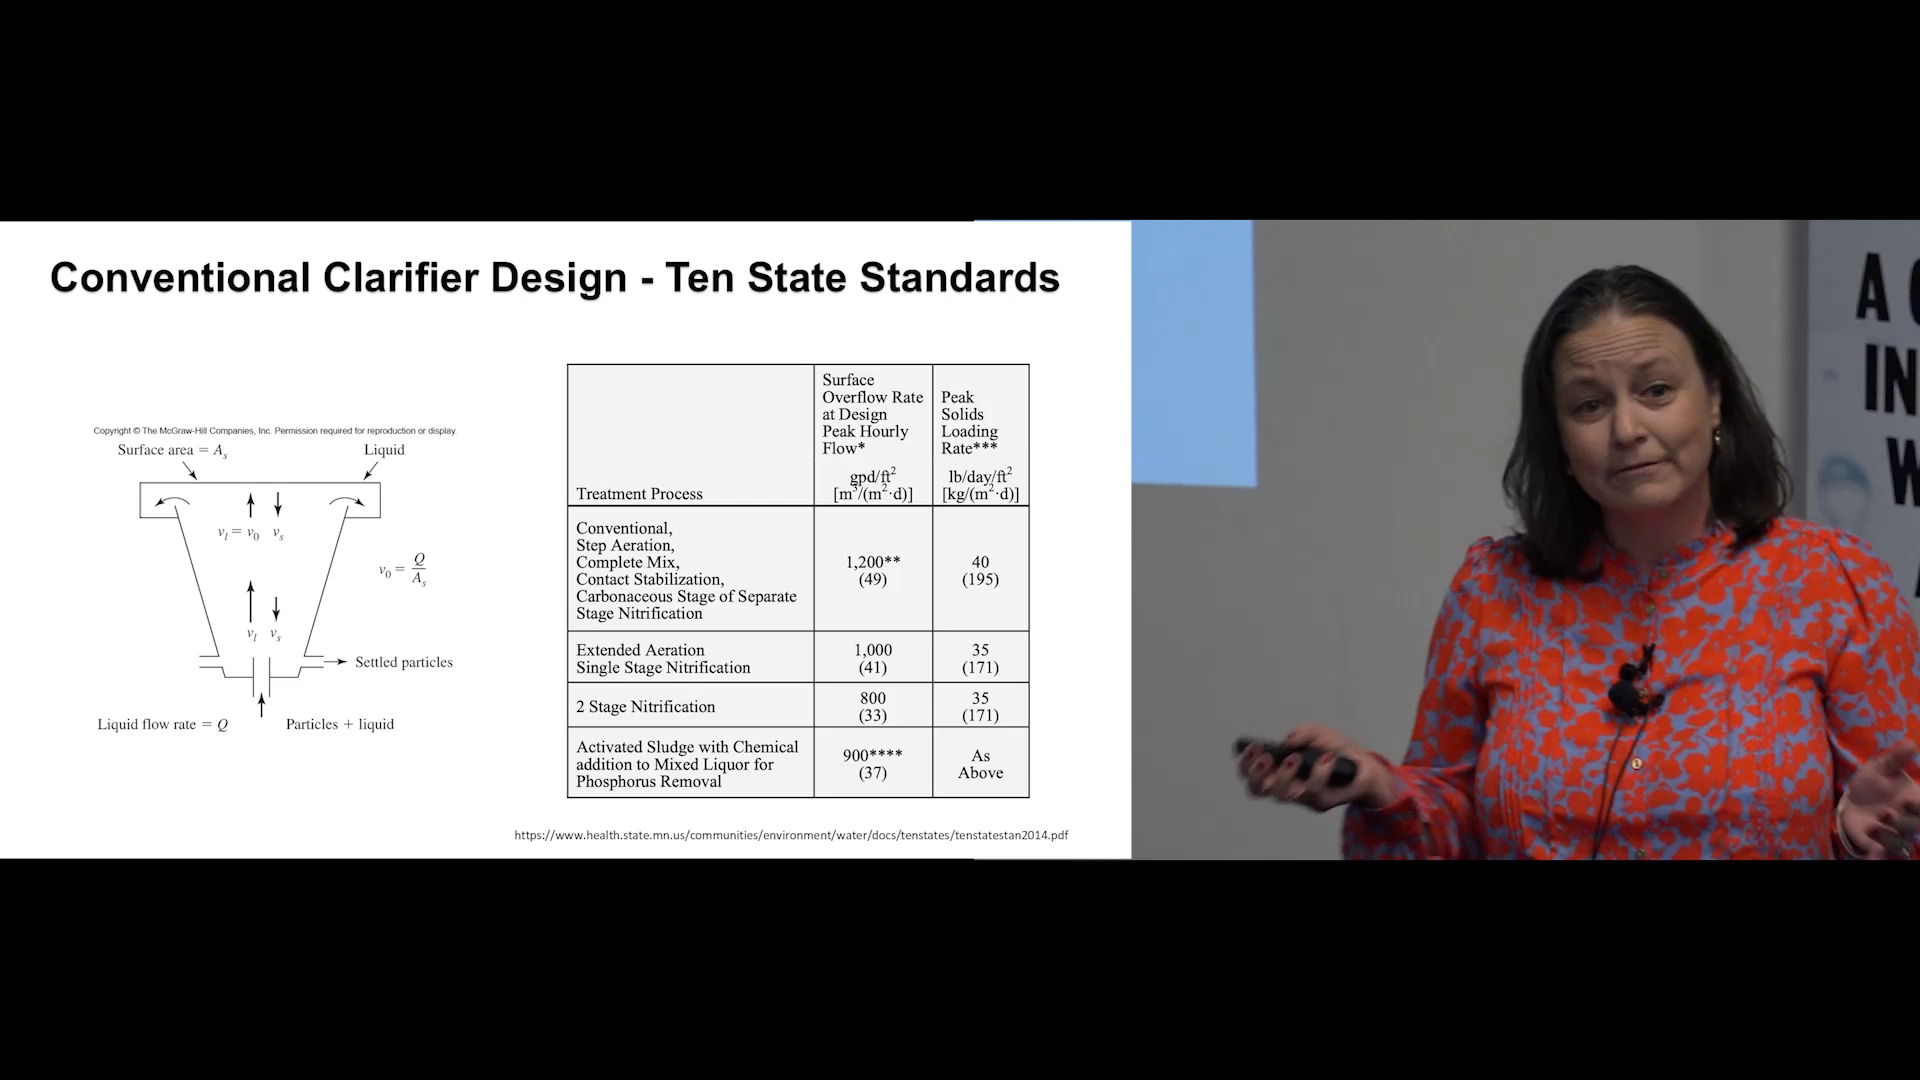 Conventional Clarifier Design - Ten State Standards
Copyright © The McGraw-Hill Companies, Inc. Permission required for reproduction or display.
Surface area = Aₛ
Liquid
vₗ = v₀ vₛ
v₀ = Q/Aₛ
vₗ vₛ
Settled particles
Liquid flow rate = Q
Particles + liquid
Treatment Process
Surface
Overflow Rate
at Design
Peak Hourly
Flow*
gpd/ft²
[m³/(m²·d)]
Peak
Solids
Loading
Rate***
lb/day/ft²
[kg/(m²·d)]
Conventional,
Step Aeration,
Complete Mix,
Contact Stabilization,
Carbonaceous Stage of Separate
Stage Nitrification
1,200**
(49)
40
(195)
Extended Aeration
Single Stage Nitrification
1,000
(41)
35
(171)
2 Stage Nitrification
800
(33)
35
(171)
Activated Sludge with Chemical
addition to Mixed Liquor for
Phosphorus Removal
900****
(37)
As
Above
https://www.health.state.mn.us/communities/environment/water/docs/tenstates/tenstatestan2014.pdf
A
IN
W